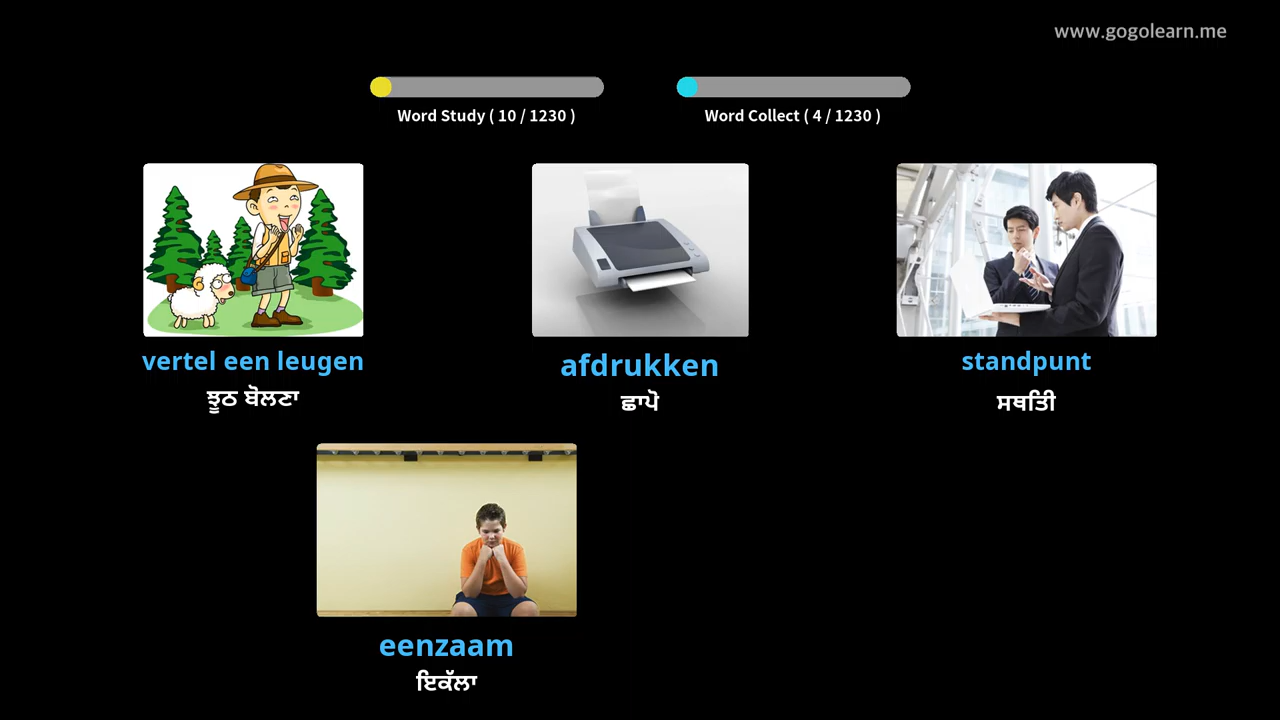 www.gogolearn.me
Word Study ( 10 / 1230 )
Word Collect ( 4 / 1230 )
vertel een leugen
ਝੂਠ ਬੋਲਣਾ
afdrukken
ਛਾਪੋ
standpunt
ਸਥਿਤੀ
eenzaam
ਇਕੱਲਾ